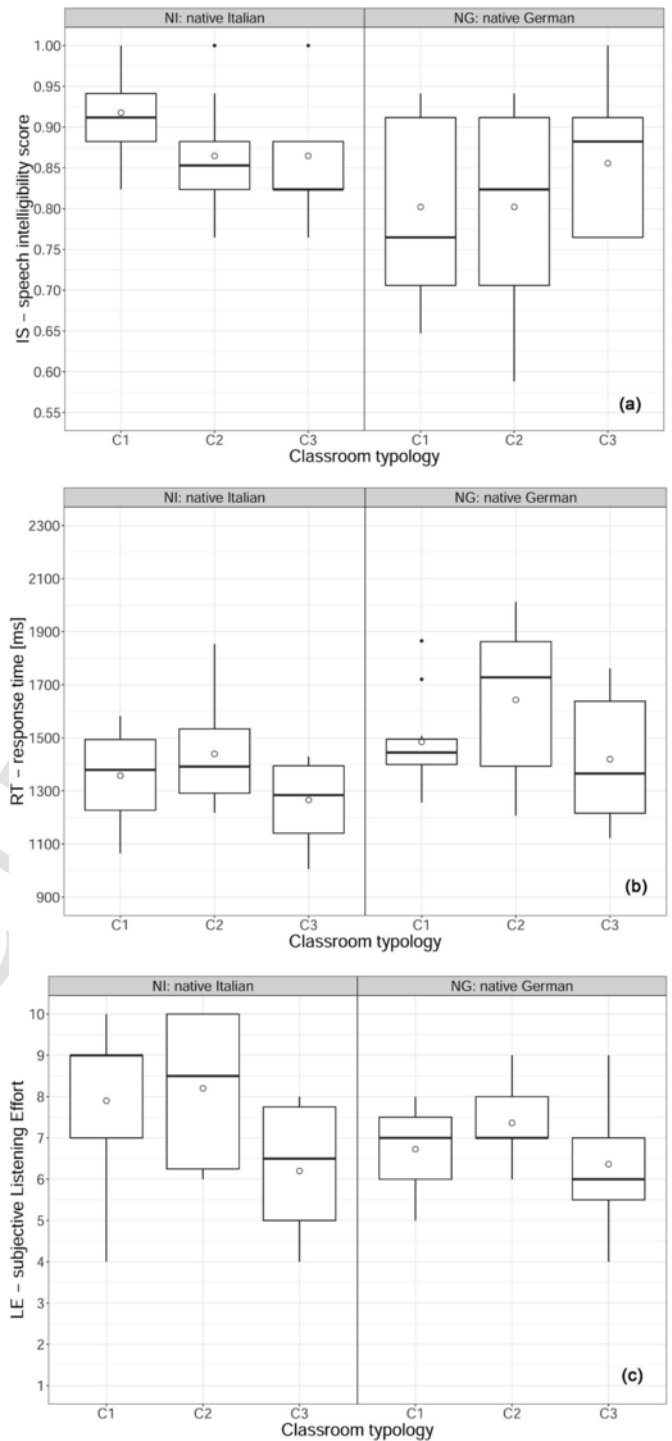 NI: native Italian NG: native German
IS − speech intelligibility score
1.00
0.95
0.90
0.85
0.80
0.75
0.70
0.65
0.60
0.55
(a)
C1 C2 C3 C1 C2 C3
Classroom typology
NI: native Italian NG: native German
RT − response time [ms]
2300
2100
1900
1700
1500
1300
1100
900
(b)
C1 C2 C3 C1 C2 C3
Classroom typology
NI: native Italian NG: native German
LE − subjective Listening Effort
10
9
8
7
6
5
4
3
2
1
(c)
C1 C2 C3 C1 C2 C3
Classroom typology